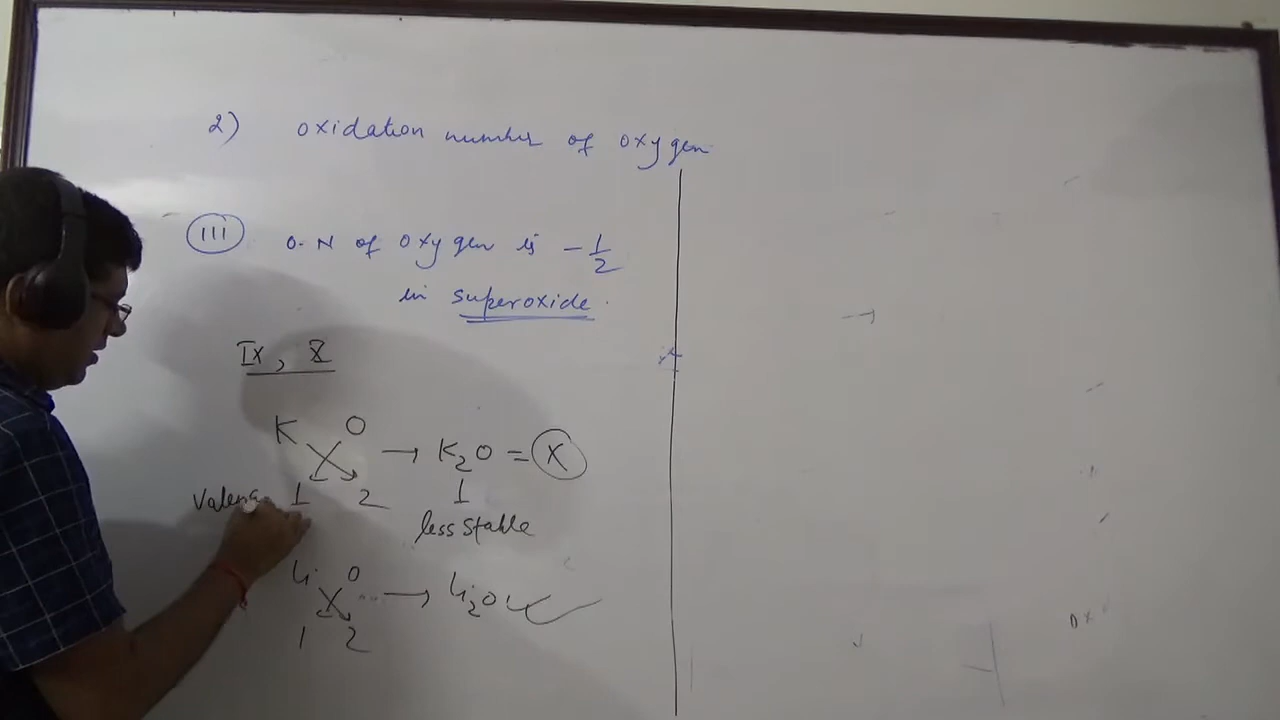 2) oxidation number of oxygen
III O.N of oxygen is -1/2
in superoxide.
IX, X
K O → K2O = X
1 2 1
less stable
Li O → Li2O ✓
1 2